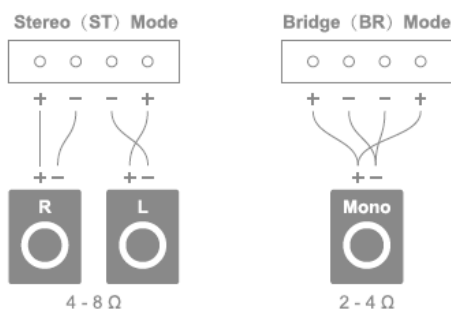 Stereo (ST) Mode
+ − − +
+ − + −
R L
4 - 8 Ω
Bridge (BR) Mode
+ − − +
+ −
Mono
2 - 4 Ω